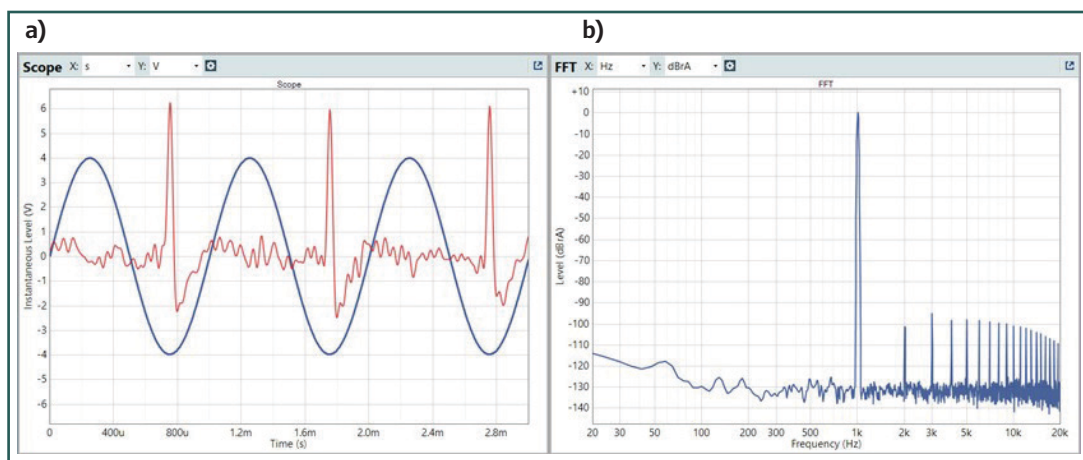 a)
b)
Scope X: s Y: V
Scope
Instantaneous Level (V)
6
5
4
3
2
1
0
-1
-2
-3
-4
-5
-6
0 400u 800u 1.2m 1.6m 2.0m 2.4m 2.8m
Time (s)
FFT X: Hz Y: dBrA
FFT
Level (dBrA)
+10
0
-10
-20
-30
-40
-50
-60
-70
-80
-90
-100
-110
-120
-130
-140
20 30 50 100 200 300 500 1k 2k 3k 5k 10k 20k
Frequency (Hz)